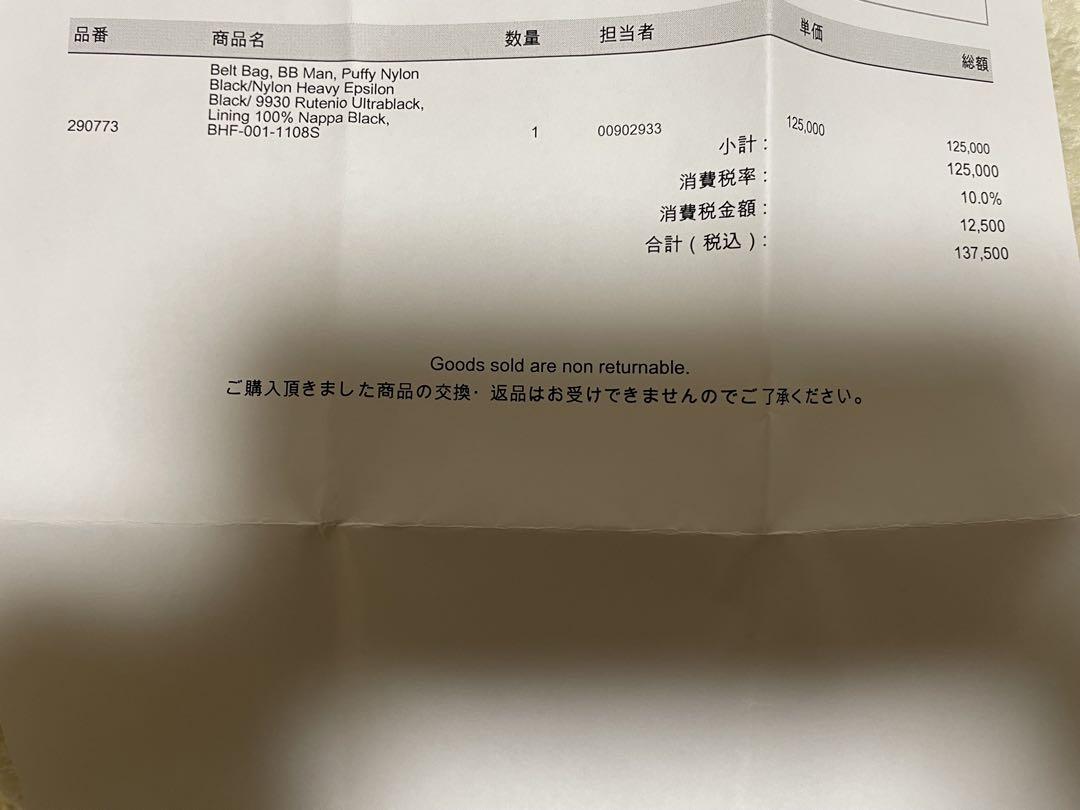 品番 商品名 数量 担当者 単価 総額
Belt Bag, BB Man, Puffy Nylon
Black/Nylon Heavy Epsilon
Black/ 9930 Rutenio Ultrablack,
Lining 100% Nappa Black,
290773 BHF-001-1108S 1 00902933 125,000 125,000
小計： 125,000
消費税率： 10.0%
消費税金額： 12,500
合計（税込）： 137,500
Goods sold are non returnable.
ご購入頂きました商品の交換・返品はお受けできませんのでご了承ください。